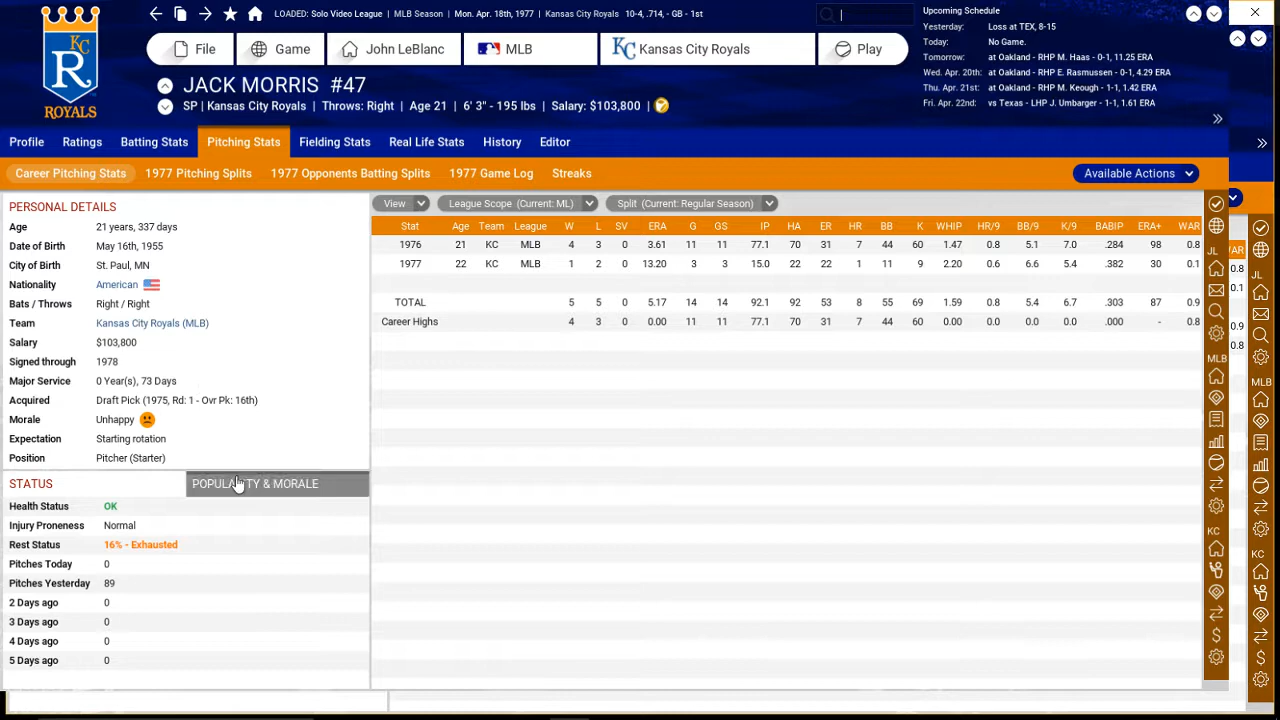 LOADED: Solo Video League | MLB Season | Mon. Apr. 18th, 1977 | Kansas City Royals 10-4, .714, - GB - 1st
File Game John LeBlanc MLB Kansas City Royals Play
KC R ROYALS
JACK MORRIS #47
SP | Kansas City Royals | Throws: Right | Age 21 | 6' 3" - 195 lbs | Salary: $103,800
Upcoming Schedule
Yesterday: Loss at TEX, 8-15
Today: No Game.
Tomorrow: at Oakland - RHP M. Haas - 0-1, 11.25 ERA
Wed. Apr. 20th: at Oakland - RHP E. Rasmussen - 0-1, 4.29 ERA
Thu. Apr. 21st: at Oakland - RHP M. Keough - 1-1, 1.42 ERA
Fri. Apr. 22nd: vs Texas - LHP J. Umbarger - 1-1, 1.61 ERA
Profile Ratings Batting Stats Pitching Stats Fielding Stats Real Life Stats History Editor
Career Pitching Stats 1977 Pitching Splits 1977 Opponents Batting Splits 1977 Game Log Streaks Available Actions
PERSONAL DETAILS
Age 21 years, 337 days
Date of Birth May 16th, 1955
City of Birth St. Paul, MN
Nationality American
Bats / Throws Right / Right
Team Kansas City Royals (MLB)
Salary $103,800
Signed through 1978
Major Service 0 Year(s), 73 Days
Acquired Draft Pick (1975, Rd: 1 - Ovr Pk: 16th)
Morale Unhappy
Expectation Starting rotation
Position Pitcher (Starter)
STATUS POPULARITY & MORALE
Health Status OK
Injury Proneness Normal
Rest Status 16% - Exhausted
Pitches Today 0
Pitches Yesterday 89
2 Days ago 0
3 Days ago 0
4 Days ago 0
5 Days ago 0
View League Scope (Current: ML) Split (Current: Regular Season)
Stat Age Team League W L SV ERA G GS IP HA ER HR BB K WHIP HR/9 BB/9 K/9 BABIP ERA+ WAR
1976 21 KC MLB 4 3 0 3.61 11 11 77.1 70 31 7 44 60 1.47 0.8 5.1 7.0 .284 98 0.8
1977 22 KC MLB 1 2 0 13.20 3 3 15.0 22 22 1 11 9 2.20 0.6 6.6 5.4 .382 30 0.1
TOTAL 5 5 0 5.17 14 14 92.1 92 53 8 55 69 1.59 0.8 5.4 6.7 .303 87 0.9
Career Highs 4 3 0 0.00 11 11 77.1 70 31 7 44 60 0.00 0.0 0.0 0.0 .000 - 0.8
JL
MLB
KC
AR
0.8
0.1
0.9
0.8
JL
MLB
KC